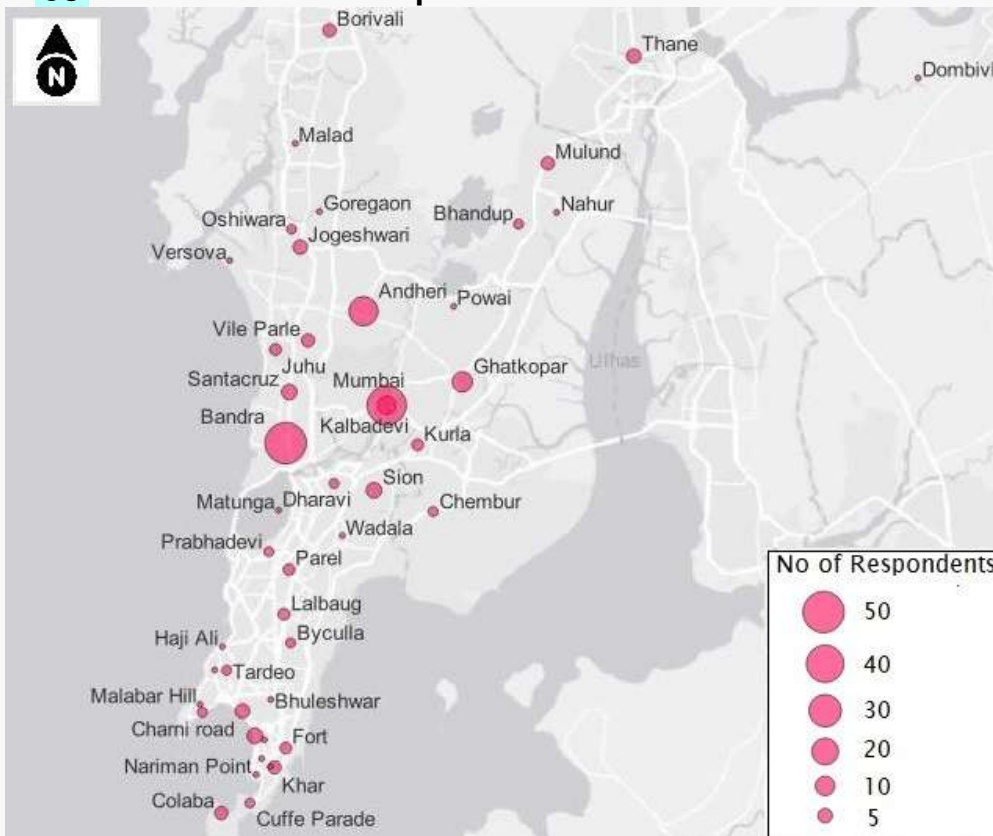 Borivali
N
Thane
Dombivl
Malad
Mulund
Goregaon
Nahur
Oshiwara
Bhandup
Jogeshwari
Versova
Andheri
Powai
Vile Parle
Juhu
Ulhas
Ghatkopar
Santacruz
Mumbai
Bandra
Kalbadevi
Kurla
Sion
Matunga
Dharavi
Chembur
Wadala
Prabhadevi
Parel
Lalbaug
Haji Ali
Byculla
Tardeo
Malabar Hill
Bhuleshwar
Charni road
Fort
Nariman Point
Khar
Colaba
Cuffe Parade
No of Respondents
50
40
30
20
10
5